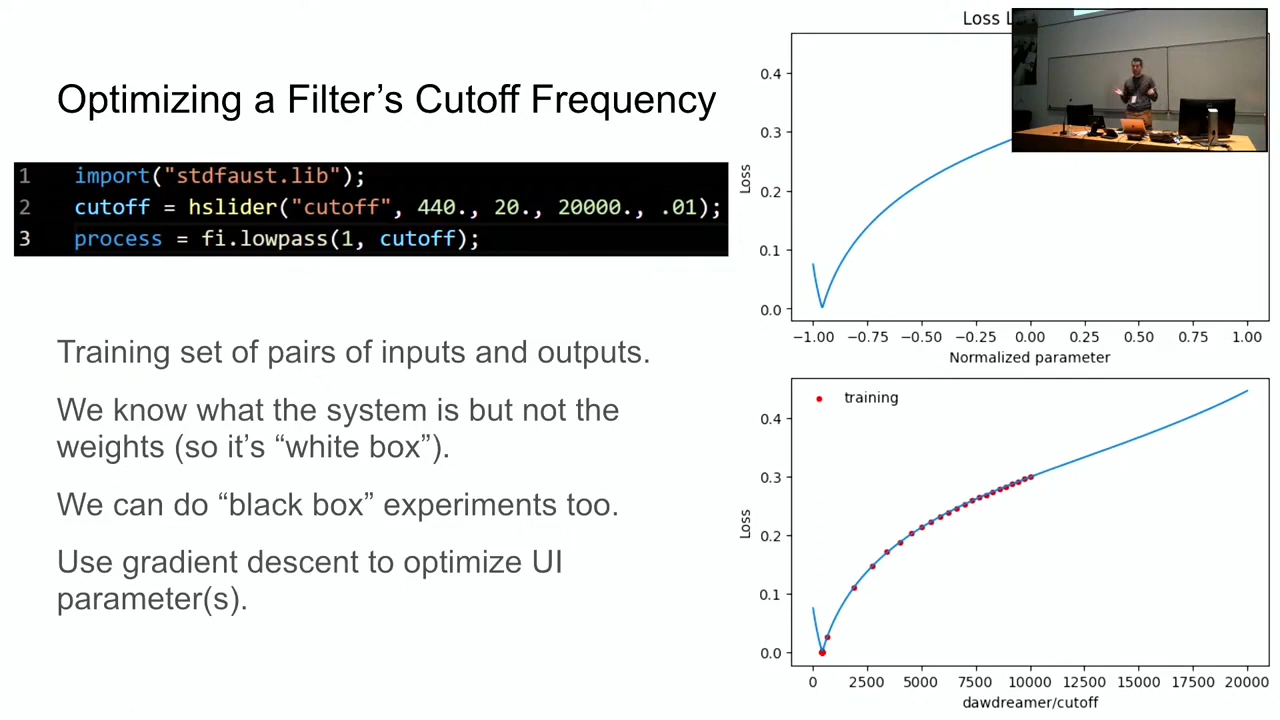 Optimizing a Filter's Cutoff Frequency
1 import("stdfaust.lib");
2 cutoff = hslider("cutoff", 440., 20., 20000., .01);
3 process = fi.lowpass(1, cutoff);
Training set of pairs of inputs and outputs.
We know what the system is but not the
weights (so it's “white box”).
We can do “black box” experiments too.
Use gradient descent to optimize UI
parameter(s).
Loss
0.4
0.3
0.2
0.1
0.0
Loss
−1.00 −0.75 −0.50 −0.25 0.00 0.25 0.50 0.75 1.00
Normalized parameter
training
0.4
0.3
0.2
0.1
0.0
Loss
0 2500 5000 7500 10000 12500 15000 17500 20000
dawdreamer/cutoff